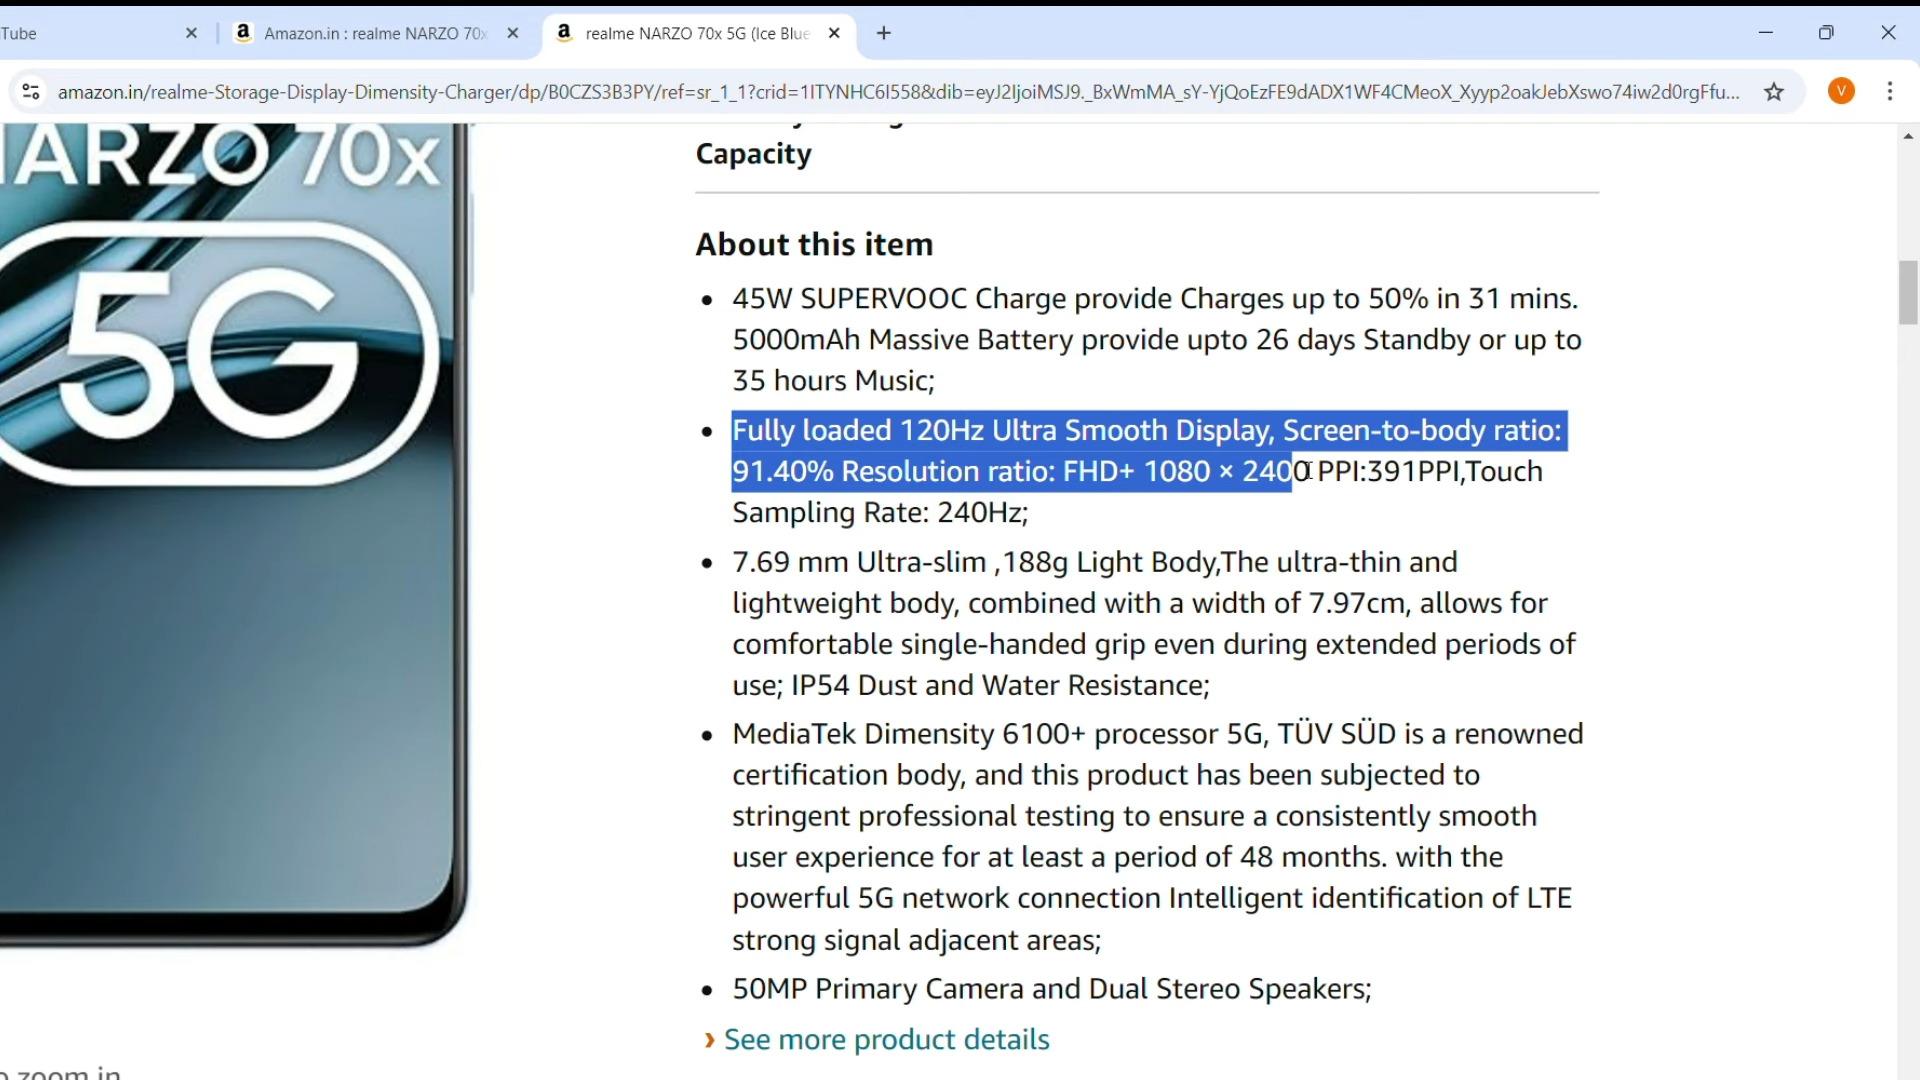 Tube
a Amazon.in : realme NARZO 70x
a realme NARZO 70x 5G (Ice Blue
amazon.in/realme-Storage-Display-Dimensity-Charger/dp/B0CZS3B3PY/ref=sr_1_1?crid=1ITYNHC6I558&dib=eyJ2IjoiMSJ9._BxWmMA_sY-YjQoEzFE9dADX1WF4CMeoX_Xyyp2oakJebXswo74iw2d0rgFfu...
V
NARZO 70x
5G
Capacity
About this item
• 45W SUPERVOOC Charge provide Charges up to 50% in 31 mins.
5000mAh Massive Battery provide upto 26 days Standby or up to
35 hours Music;
• Fully loaded 120Hz Ultra Smooth Display, Screen-to-body ratio:
91.40% Resolution ratio: FHD+ 1080 × 2400 PPI:391PPI,Touch
Sampling Rate: 240Hz;
• 7.69 mm Ultra-slim ,188g Light Body,The ultra-thin and
lightweight body, combined with a width of 7.97cm, allows for
comfortable single-handed grip even during extended periods of
use; IP54 Dust and Water Resistance;
• MediaTek Dimensity 6100+ processor 5G, TÜV SÜD is a renowned
certification body, and this product has been subjected to
stringent professional testing to ensure a consistently smooth
user experience for at least a period of 48 months. with the
powerful 5G network connection Intelligent identification of LTE
strong signal adjacent areas;
• 50MP Primary Camera and Dual Stereo Speakers;
› See more product details
zoom in